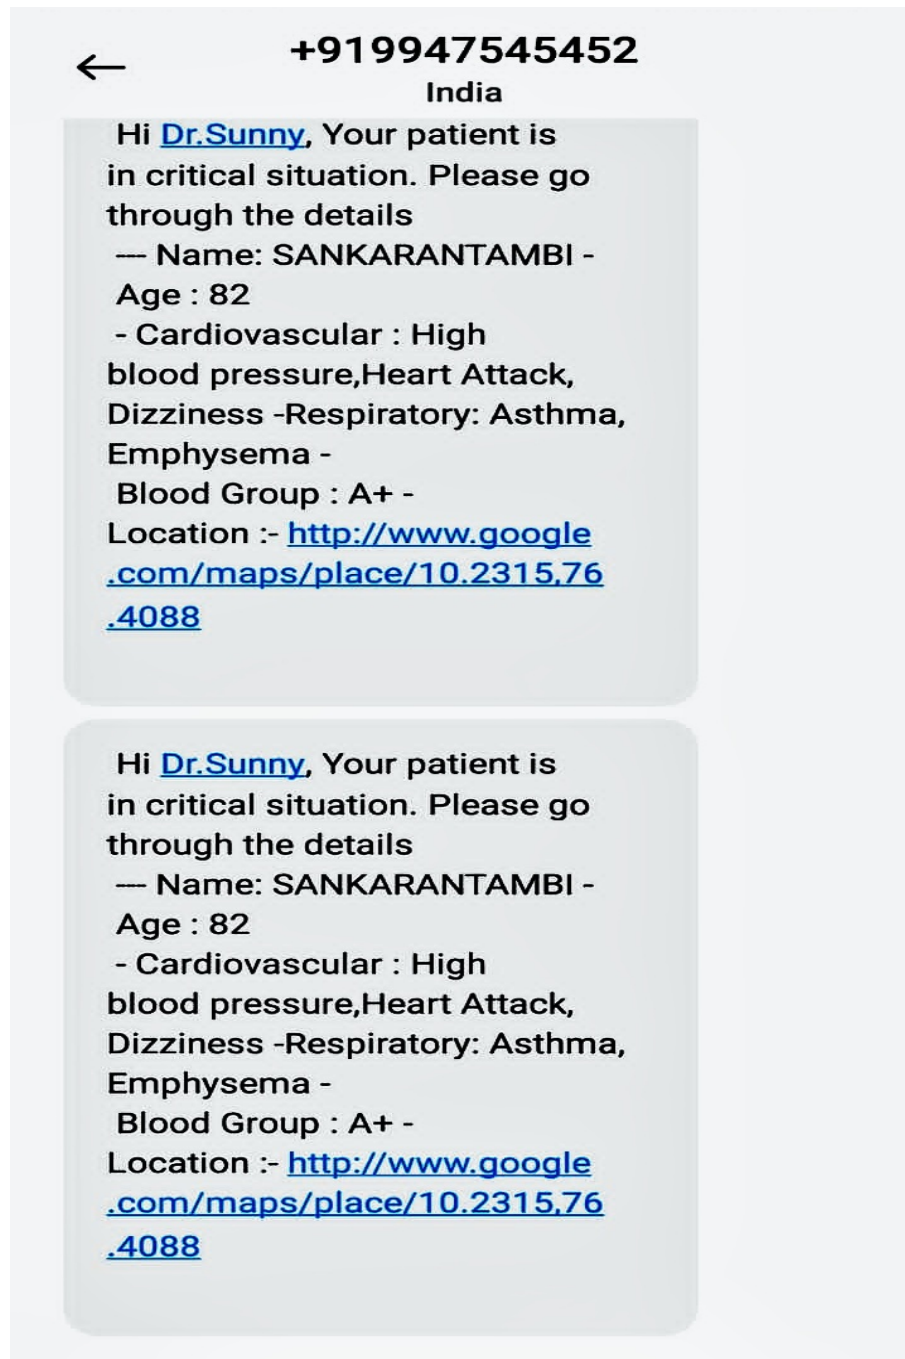 +919947545452
India
Hi Dr.Sunny, Your patient is
in critical situation. Please go
through the details
--- Name: SANKARANTAMBI -
Age : 82
- Cardiovascular : High
blood pressure,Heart Attack,
Dizziness -Respiratory: Asthma,
Emphysema -
Blood Group : A+ -
Location :- http://www.google
.com/maps/place/10.2315,76
.4088
Hi Dr.Sunny, Your patient is
in critical situation. Please go
through the details
--- Name: SANKARANTAMBI -
Age : 82
- Cardiovascular : High
blood pressure,Heart Attack,
Dizziness -Respiratory: Asthma,
Emphysema -
Blood Group : A+ -
Location :- http://www.google
.com/maps/place/10.2315,76
.4088